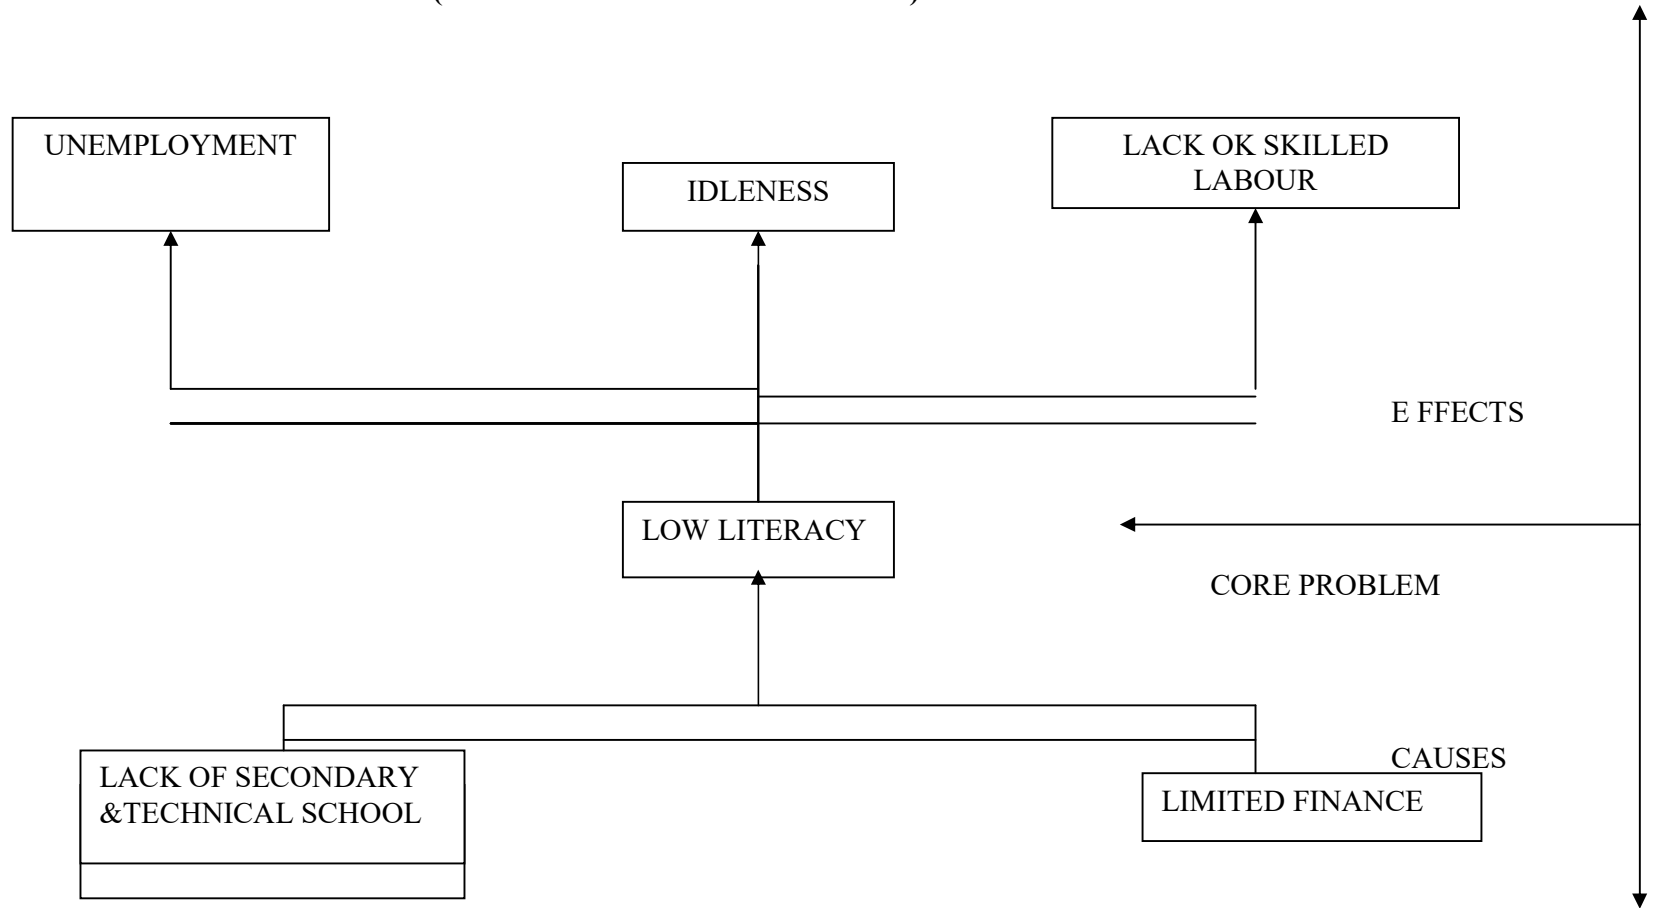 UNEMPLOYMENT
IDLENESS
LACK OK SKILLED
LABOUR
E FFECTS
LOW LITERACY
CORE PROBLEM
CAUSES
LACK OF SECONDARY
&TECHNICAL SCHOOL
LIMITED FINANCE